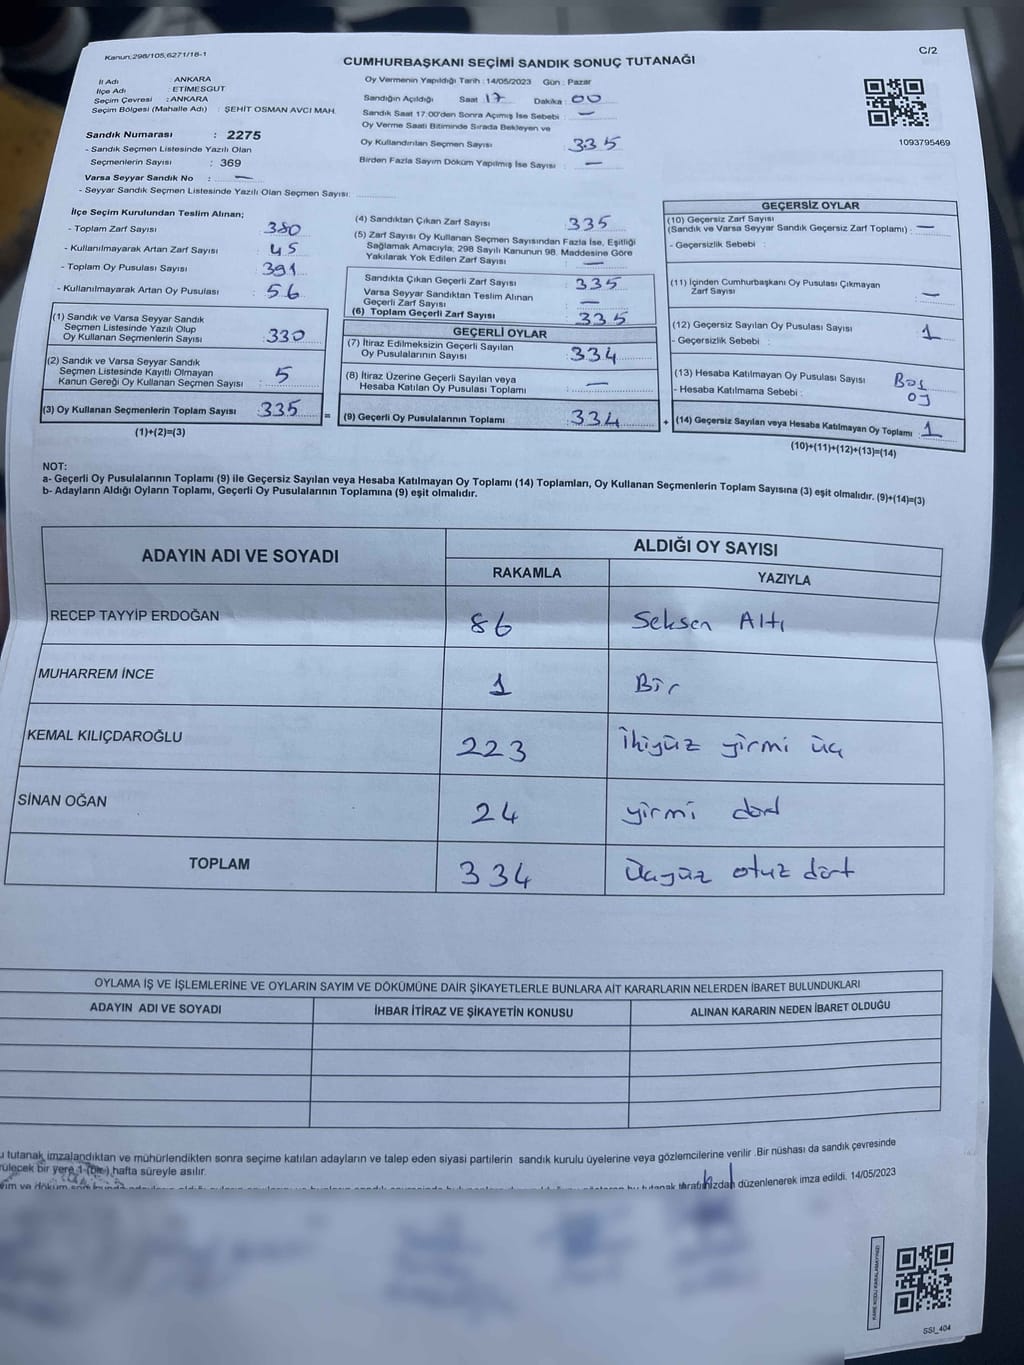 Kanun:298/105,6271/18-1
C/2
CUMHURBAŞKANI SEÇİMİ SANDIK SONUÇ TUTANAĞI
İl Adı : ANKARA
İlçe Adı : ETİMESGUT
Seçim Çevresi : ANKARA
Seçim Bölgesi (Mahalle Adı) : ŞEHİT OSMAN AVCI MAH.
Sandık Numarası : 2275
- Sandık Seçmen Listesinde Yazılı Olan
Seçmenlerin Sayısı : 369
Varsa Seyyar Sandık No : —
- Seyyar Sandık Seçmen Listesinde Yazılı Olan Seçmen Sayısı:
Oy Vermenin Yapıldığı Tarih : 14/05/2023 Gün : Pazar
Sandığın Açıldığı Saat 17 Dakika : 00
Sandık Saat 17.00'den Sonra Açımış İse Sebebi : —
Oy Verme Saati Bitiminde Sırada Bekleyen ve
Oy Kullandırılan Seçmen Sayısı : 335
Birden Fazla Sayım Döküm Yapılmış İse Sayısı : —
1093795469
İlçe Seçim Kurulundan Teslim Alınan;
- Toplam Zarf Sayısı : 380
- Kullanılmayarak Artan Zarf Sayısı : 45
- Toplam Oy Pusulası Sayısı : 391
- Kullanılmayarak Artan Oy Pusulası : 56
(1) Sandık ve Varsa Seyyar Sandık
Seçmen Listesinde Yazılı Olup
Oy Kullanan Seçmenlerin Sayısı : 330
(2) Sandık ve Varsa Seyyar Sandık
Seçmen Listesinde Kayıtlı Olmayan
Kanun Gereği Oy Kullanan Seçmen Sayısı : 5
(3) Oy Kullanan Seçmenlerin Toplam Sayısı : 335
(1)+(2)=(3)
(4) Sandıktan Çıkan Zarf Sayısı : 335
(5) Zarf Sayısı Oy Kullanan Seçmen Sayısından Fazla İse, Eşitliği
Sağlamak Amacıyla, 298 Sayılı Kanunun 98. Maddesine Göre
Yakılarak Yok Edilen Zarf Sayısı : —
Sandıkta Çıkan Geçerli Zarf Sayısı : 335
Varsa Seyyar Sandıktan Teslim Alınan
Geçerli Zarf Sayısı : —
(6) Toplam Geçerli Zarf Sayısı : 335
GEÇERLİ OYLAR
(7) İtiraz Edilmeksizin Geçerli Sayılan
Oy Pusulalarının Sayısı : 334
(8) İtiraz Üzerine Geçerli Sayılan veya
Hesaba Katılan Oy Pusulası Toplamı : —
= (9) Geçerli Oy Pusulalarının Toplamı : 334
GEÇERSİZ OYLAR
(10) Geçersiz Zarf Sayısı
(Sandık ve Varsa Seyyar Sandık Geçersiz Zarf Toplamı) : —
- Geçersizlik Sebebi :
(11) İçinden Cumhurbaşkanı Oy Pusulası Çıkmayan
Zarf Sayısı : —
(12) Geçersiz Sayılan Oy Pusulası Sayısı : 1
- Geçersizlik Sebebi :
(13) Hesaba Katılmayan Oy Pusulası Sayısı : Boş
- Hesaba Katılmama Sebebi : oy
+ (14) Geçersiz Sayılan veya Hesaba Katılmayan Oy Toplamı : 1
(10)+(11)+(12)+(13)=(14)
NOT:
a- Geçerli Oy Pusulalarının Toplamı (9) ile Geçersiz Sayılan veya Hesaba Katılmayan Oy Toplamı (14) Toplamları, Oy Kullanan Seçmenlerin Toplam Sayısına (3) eşit olmalıdır. (9)+(14)=(3)
b- Adayların Aldığı Oyların Toplamı, Geçerli Oy Pusulalarının Toplamına (9) eşit olmalıdır.
ADAYIN ADI VE SOYADI ALDIĞI OY SAYISI
RAKAMLA YAZIYLA
RECEP TAYYİP ERDOĞAN 86 Seksen Altı
MUHARREM İNCE 1 Bir
KEMAL KILIÇDAROĞLU 223 ikiyüz yirmi üç
SİNAN OĞAN 24 yirmi dört
TOPLAM 334 üçyüz otuz dört
OYLAMA İŞ VE İŞLEMLERİNE VE OYLARIN SAYIM VE DÖKÜMÜNE DAİR ŞİKAYETLERLE BUNLARA AİT KARARLARIN NELERDEN İBARET BULUNDUKLARI
ADAYIN ADI VE SOYADI İHBAR İTİRAZ VE ŞİKAYETİN KONUSU ALINAN KARARIN NEDEN İBARET OLDUĞU
tutanak imzalandıktan ve mühürlendikten sonra seçime katılan adayların ve talep eden siyasi partilerin sandık kurulu üyelerine veya gözlemcilerine verilir .Bir nüshası da sandık çevresinde
bir yere 1 (bir) hafta süreyle asılır.
bu tutanak tarafımızdan düzenlenerek imza edildi. 14/05/2023
KARE KODU KARALAMAYINIZ!
SSI_404